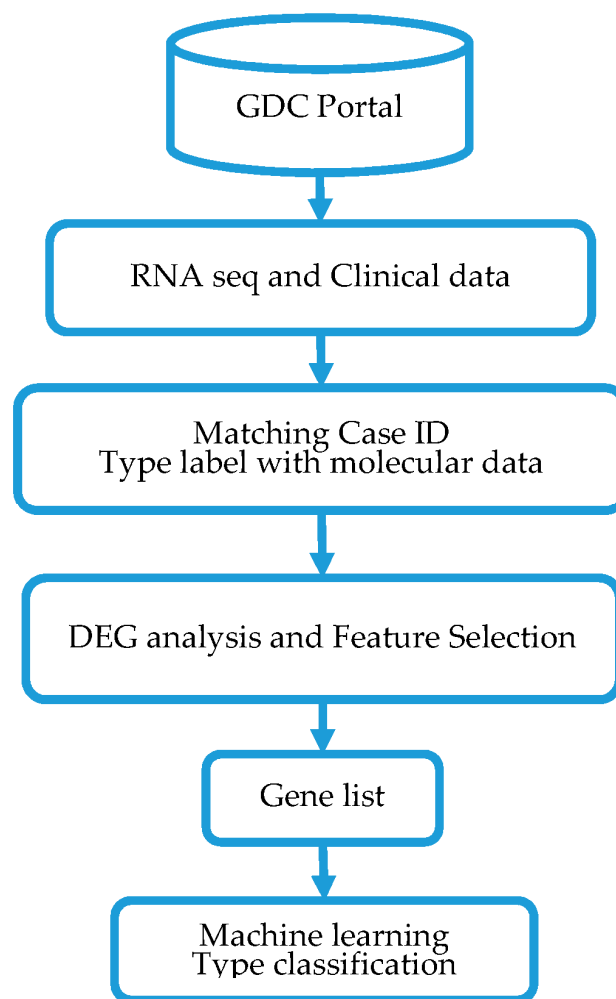 GDC Portal
RNA seq and Clinical data
Matching Case ID
Type label with molecular data
DEG analysis and Feature Selection
Gene list
Machine learning
Type classification